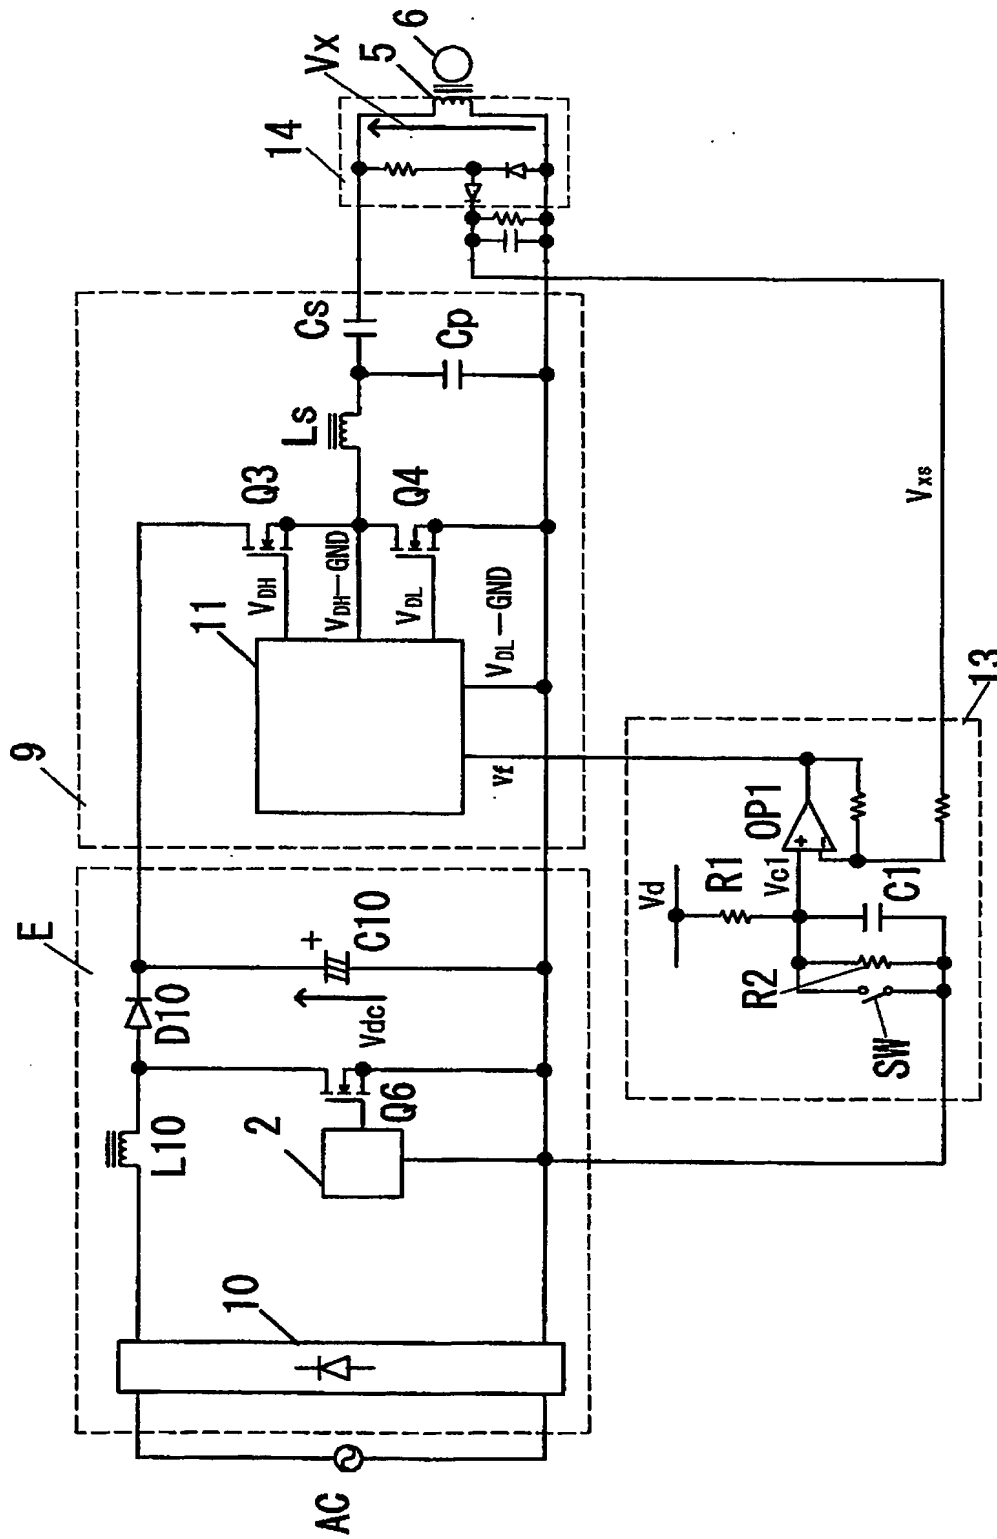 AC
E
10
L10
D10
2
Q6
Vdc
+
C10
9
11
VDH
VDH—GND
VDL
VDL—GND
Vf
Q3
Q4
Ls
Cs
Cp
14
Vx
5
6
Vxs
13
Vd
R1
Vc1
OP1
+
−
R2
C1
SW